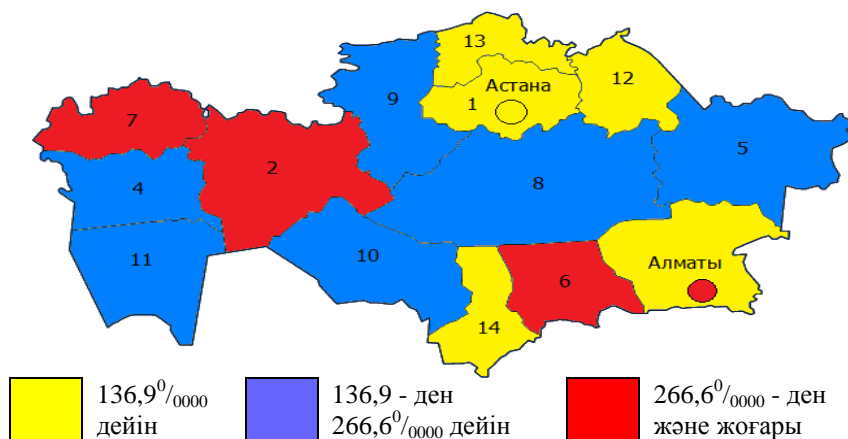 13
Астана
12
1
9
7
5
2
4
8
10
11
Алматы
6
14
136,9⁰/₀₀₀₀
дейін
136,9 - ден
266,6⁰/₀₀₀₀ дейін
266,6⁰/₀₀₀₀ - ден
және жоғары